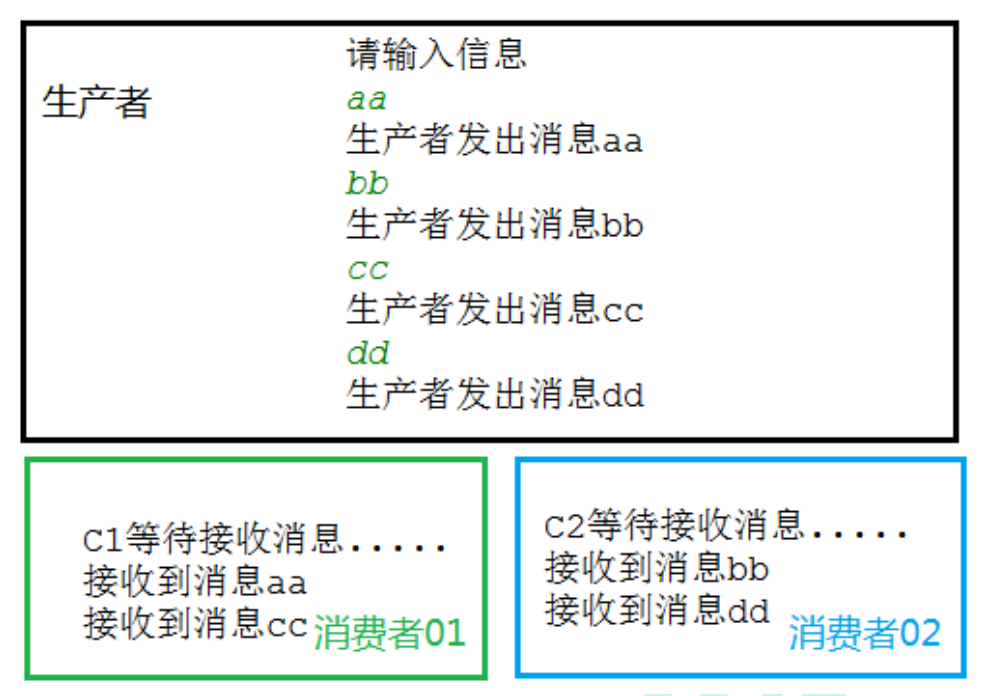 请输入信息
生产者
aa
生产者发出消息aa
bb
生产者发出消息bb
cc
生产者发出消息cc
dd
生产者发出消息dd
C1等待接收消息.....
接收到消息aa
接收到消息cc
消费者01
C2等待接收消息.....
接收到消息bb
接收到消息dd
消费者02